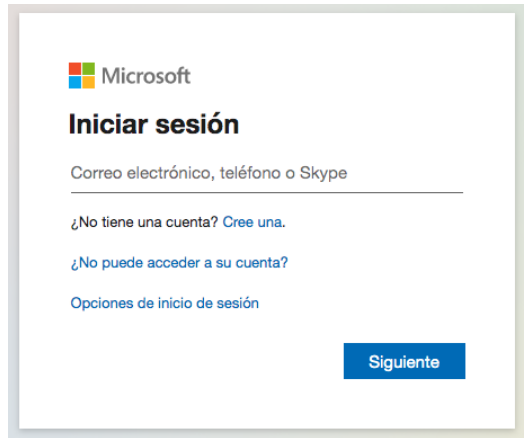 Microsoft
Iniciar sesión
Correo electrónico, teléfono o Skype
¿No tiene una cuenta? Cree una.
¿No puede acceder a su cuenta?
Opciones de inicio de sesión
Siguiente